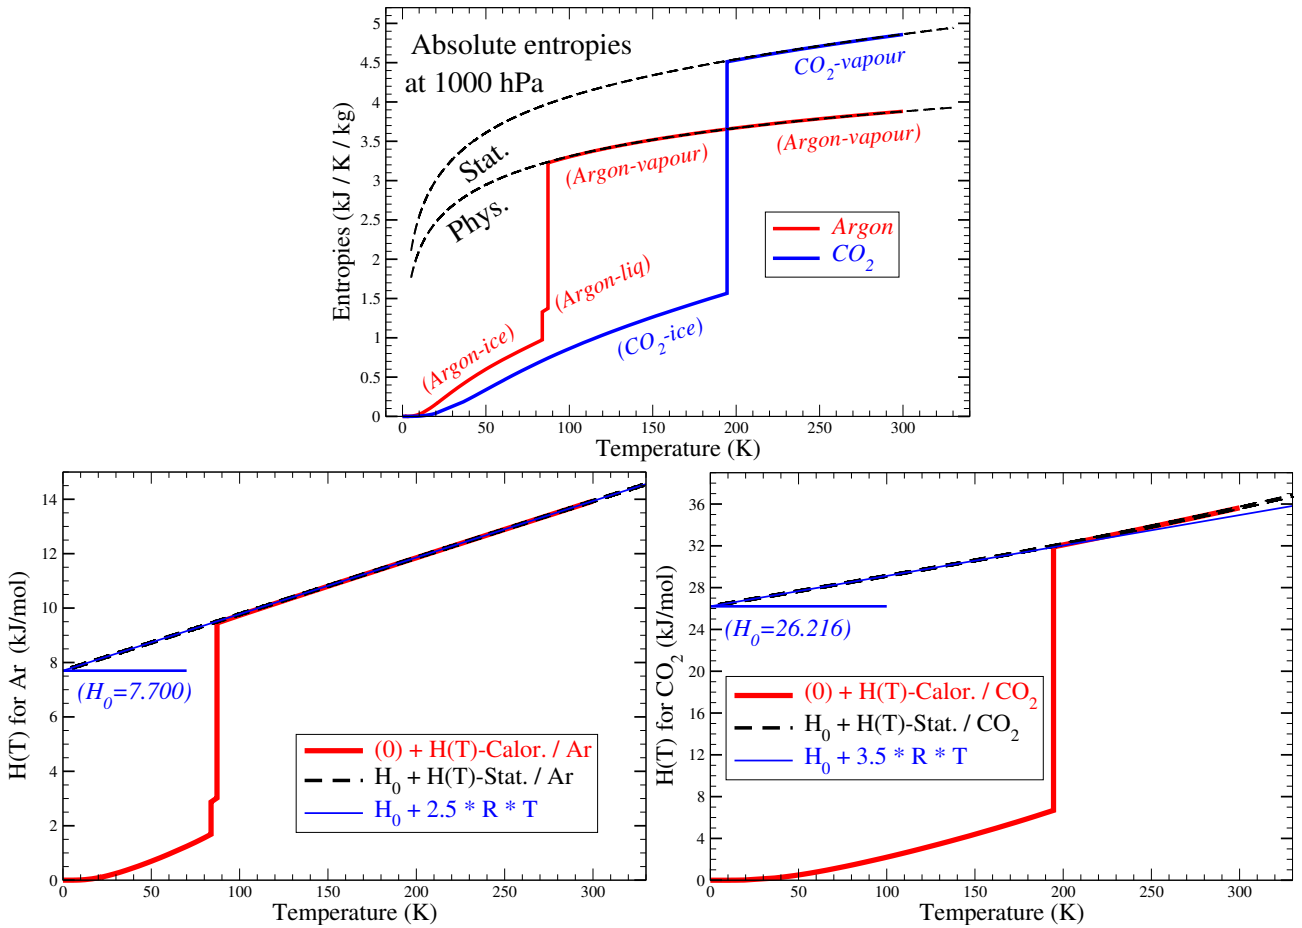 Absolute entropies
at 1000 hPa
Entropies (kJ / K / kg)
5
4.5
4
3.5
3
2.5
2
1.5
1
0.5
0
CO2-vapour
(Argon-vapour)
(Argon-vapour)
Stat.
Phys.
Argon
CO2
(Argon-liq)
(Argon-ice)
(CO2-ice)
0 50 100 150 200 250 300
Temperature (K)
H(T) for Ar (kJ/mol)
14
12
10
8
6
4
2
0
(H0=7.700)
(0) + H(T)-Calor. / Ar
H0 + H(T)-Stat. / Ar
H0 + 2.5 * R * T
0 50 100 150 200 250 300
Temperature (K)
H(T) for CO2 (kJ/mol)
36
32
28
24
20
16
12
8
4
0
(H0=26.216)
(0) + H(T)-Calor. / CO2
H0 + H(T)-Stat. / CO2
H0 + 3.5 * R * T
0 50 100 150 200 250 300
Temperature (K)